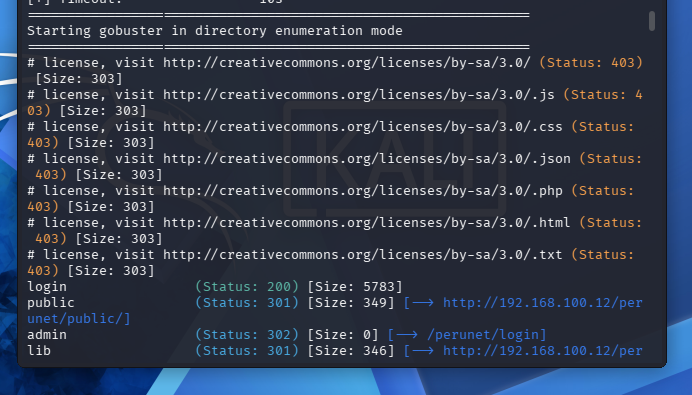 [+] Timeout: 10s
===============================================================
Starting gobuster in directory enumeration mode
===============================================================
# license, visit http://creativecommons.org/licenses/by-sa/3.0/ (Status: 403)
 [Size: 303]
# license, visit http://creativecommons.org/licenses/by-sa/3.0/.js (Status: 4
03) [Size: 303]
# license, visit http://creativecommons.org/licenses/by-sa/3.0/.css (Status:
403) [Size: 303]
# license, visit http://creativecommons.org/licenses/by-sa/3.0/.json (Status:
 403) [Size: 303]
# license, visit http://creativecommons.org/licenses/by-sa/3.0/.php (Status:
403) [Size: 303]
# license, visit http://creativecommons.org/licenses/by-sa/3.0/.html (Status:
 403) [Size: 303]
# license, visit http://creativecommons.org/licenses/by-sa/3.0/.txt (Status:
403) [Size: 303]
login                (Status: 200) [Size: 5783]
public               (Status: 301) [Size: 349] [--> http://192.168.100.12/per
unet/public/]
admin                (Status: 302) [Size: 0] [--> /perunet/login]
lib                  (Status: 301) [Size: 346] [--> http://192.168.100.12/per
KALI